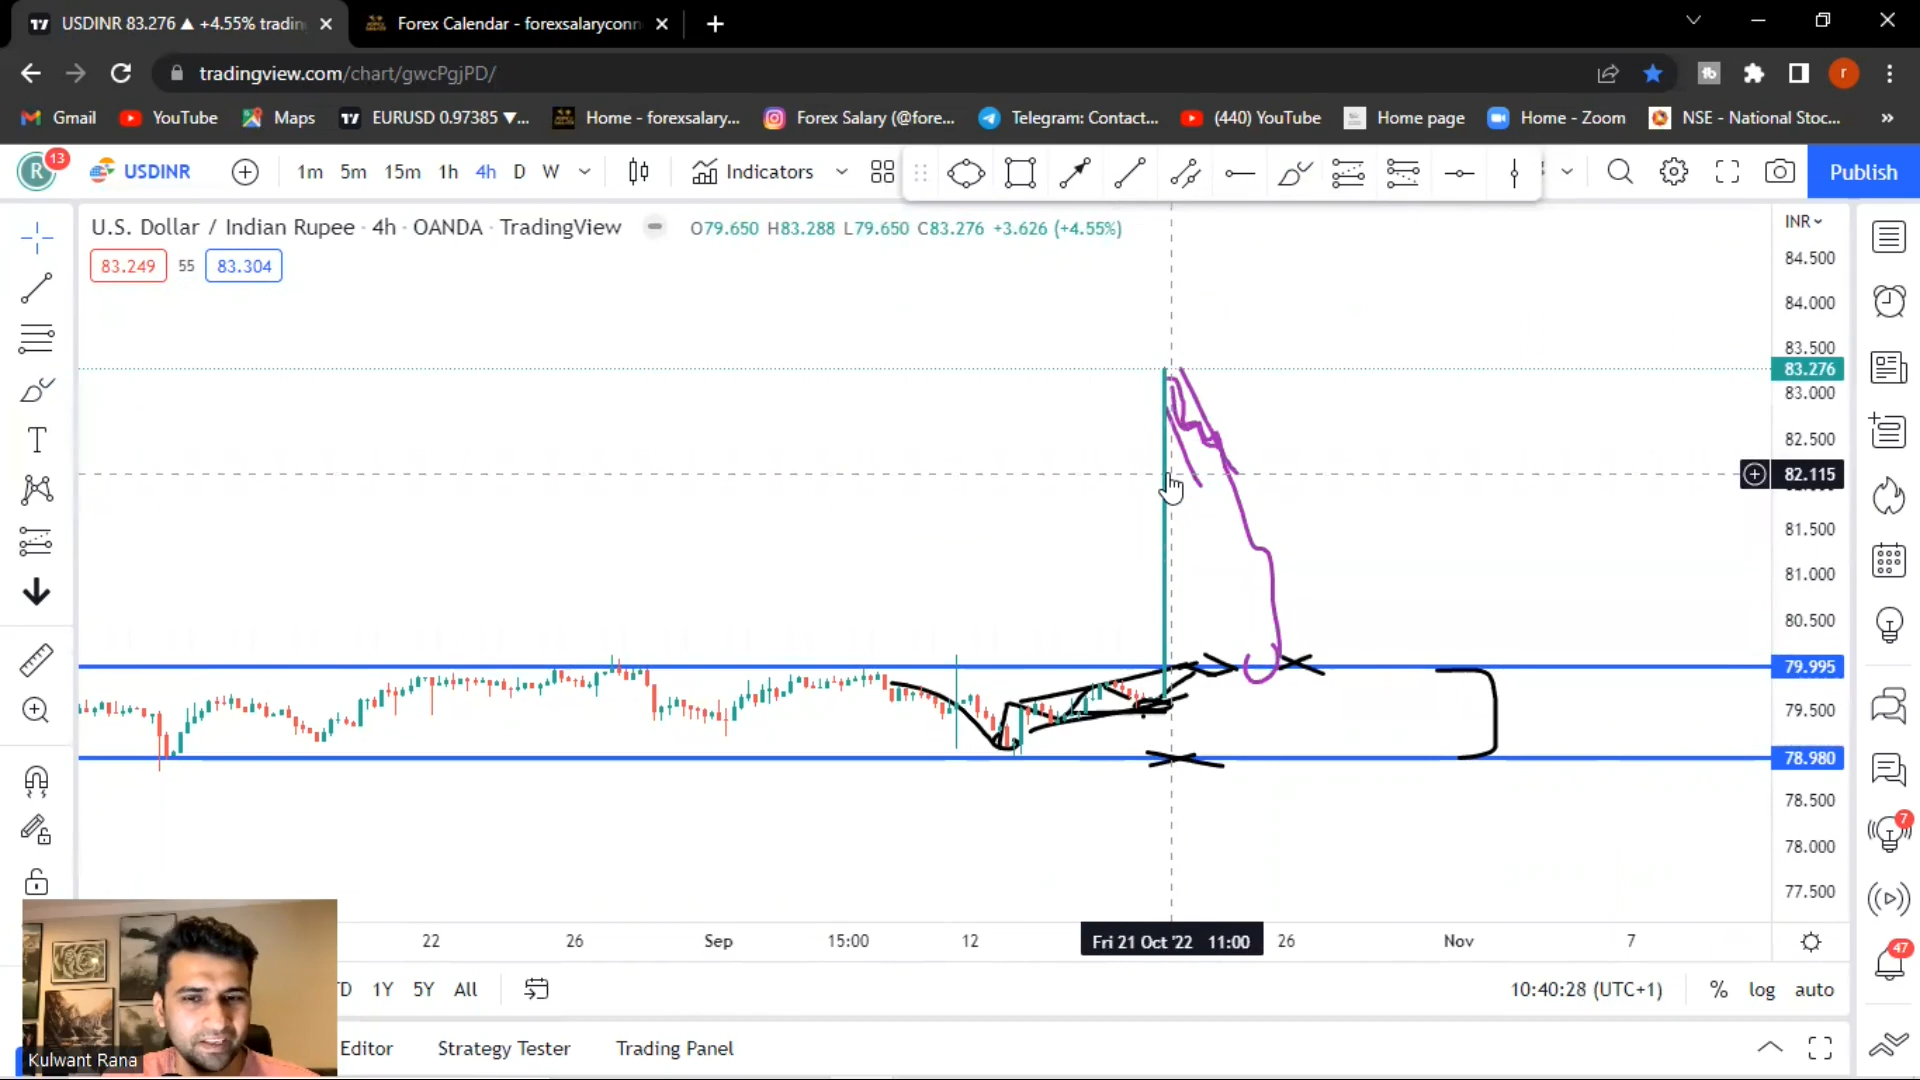 USDINR 83.276 ▲ +4.55% tradin
Forex Calendar - forexsalaryconn
tradingview.com/chart/gwcPgjPD/
r
Gmail
YouTube
Maps
EURUSD 0.97385 ▼...
Home - forexsalary...
Forex Salary (@fore...
Telegram: Contact...
(440) YouTube
Home page
Home - Zoom
NSE - National Stoc...
»
R
13
USDINR
1m
5m
15m
1h
4h
D
W
Indicators
Publish
U.S. Dollar / Indian Rupee · 4h · OANDA · TradingView
O79.650 H83.288 L79.650 C83.276 +3.626 (+4.55%)
INR
83.249
55
83.304
84.500
84.000
83.500
83.276
83.000
82.500
82.115
81.500
81.000
80.500
79.995
79.500
78.980
78.500
78.000
77.500
7
47
22
26
Sep
15:00
12
Fri 21 Oct '22 11:00
26
Nov
7
TD
1Y
5Y
All
10:40:28 (UTC+1)
%
log
auto
Editor
Strategy Tester
Trading Panel
Kulwant Rana